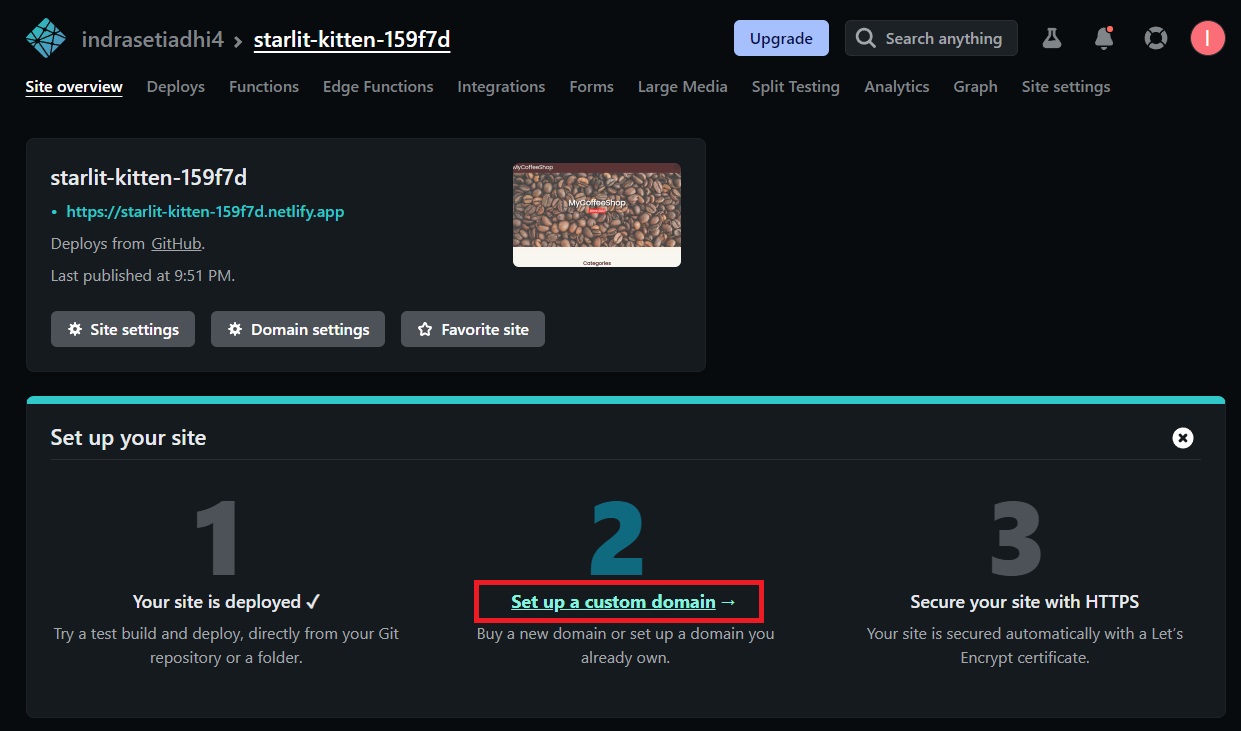 indrasetiadhi4 › starlit-kitten-159f7d
Upgrade
Search anything
I
Site overview Deploys Functions Edge Functions Integrations Forms Large Media Split Testing Analytics Graph Site settings
starlit-kitten-159f7d
• https://starlit-kitten-159f7d.netlify.app
Deploys from GitHub.
Last published at 9:51 PM.
MyCoffeeShop
MyCoffeeShop
Categories
Site settings
Domain settings
Favorite site
Set up your site
1
Your site is deployed ✓
Try a test build and deploy, directly from your Git
repository or a folder.
2
Set up a custom domain →
Buy a new domain or set up a domain you
already own.
3
Secure your site with HTTPS
Your site is secured automatically with a Let’s
Encrypt certificate.